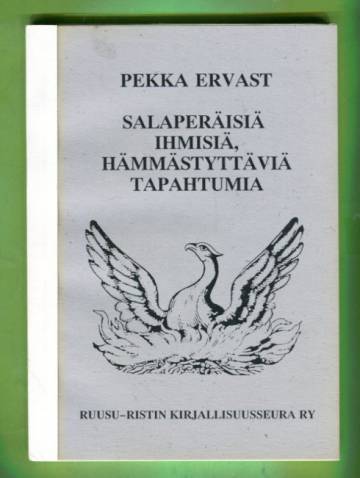 PEKKA ERVAST
SALAPERÄISIÄ
IHMISIÄ,
HÄMMÄSTYTTÄVIÄ
TAPAHTUMIA
RUUSU-RISTIN KIRJALLISUUSSEURA RY